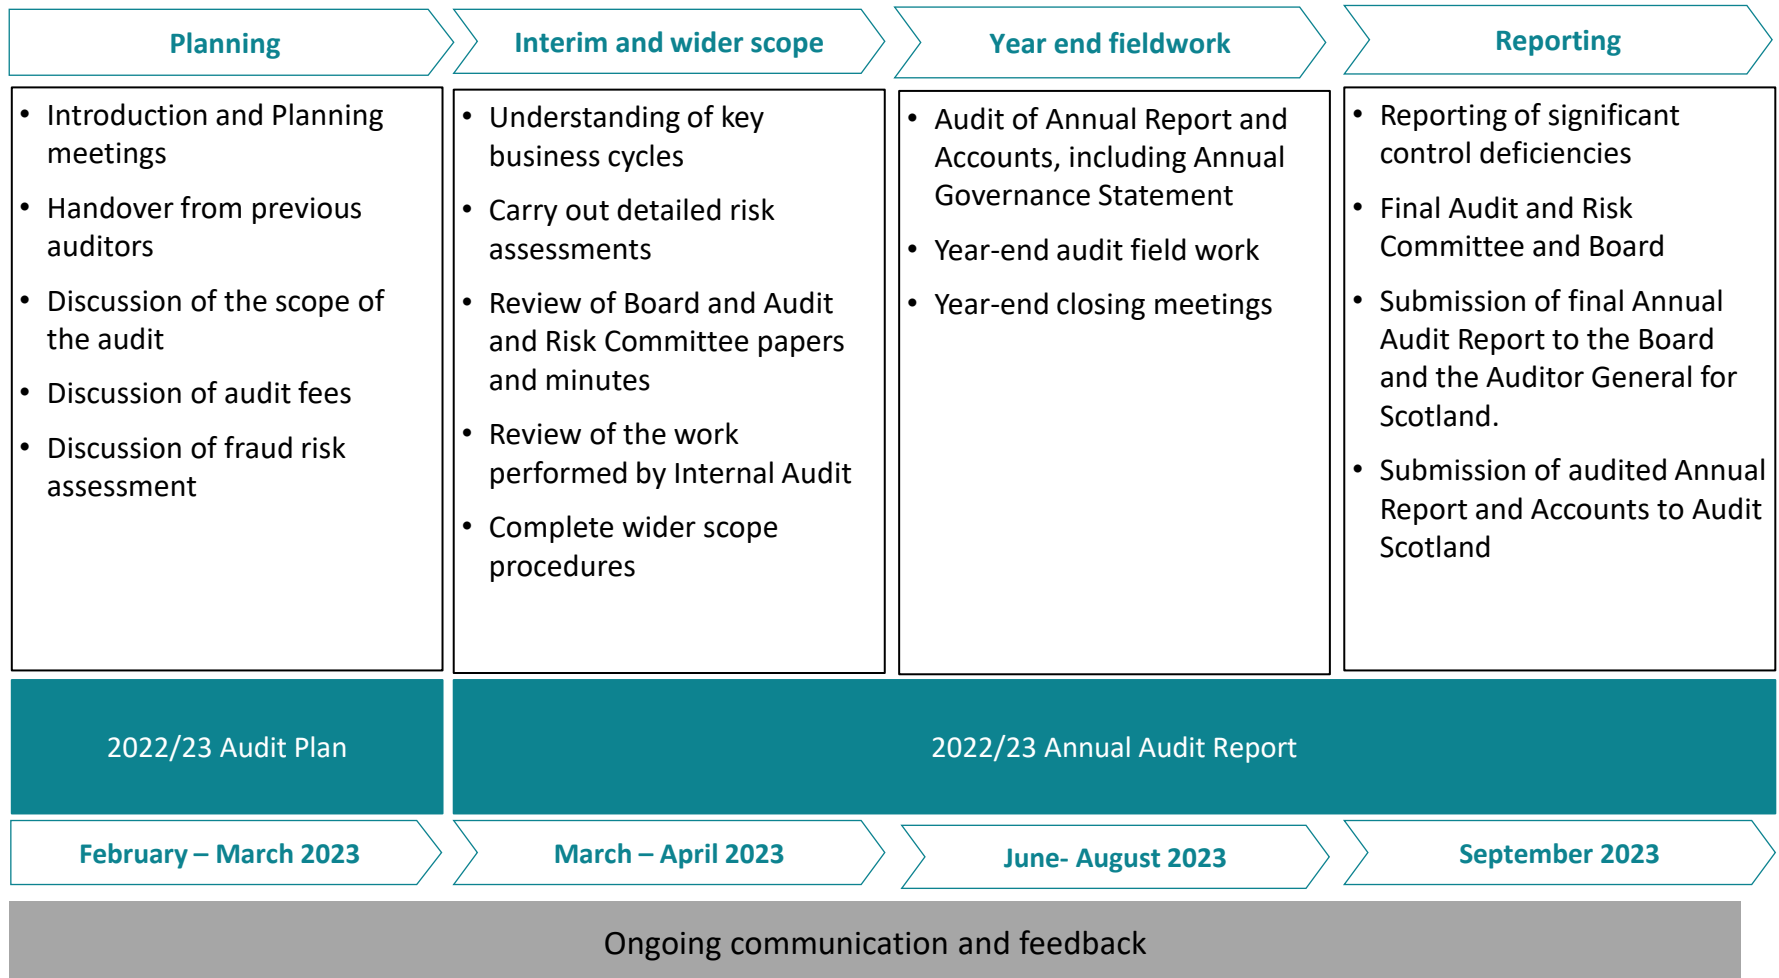 Planning
Interim and wider scope
Year end fieldwork
Reporting
• Introduction and Planning
meetings
• Handover from previous
auditors
• Discussion of the scope of
the audit
• Discussion of audit fees
• Discussion of fraud risk
assessment
• Understanding of key
business cycles
• Carry out detailed risk
assessments
• Review of Board and Audit
and Risk Committee papers
and minutes
• Review of the work
performed by Internal Audit
• Complete wider scope
procedures
• Audit of Annual Report and
Accounts, including Annual
Governance Statement
• Year-end audit field work
• Year-end closing meetings
• Reporting of significant
control deficiencies
• Final Audit and Risk
Committee and Board
• Submission of final Annual
Audit Report to the Board
and the Auditor General for
Scotland.
• Submission of audited Annual
Report and Accounts to Audit
Scotland
2022/23 Audit Plan
2022/23 Annual Audit Report
February – March 2023
March – April 2023
June- August 2023
September 2023
Ongoing communication and feedback